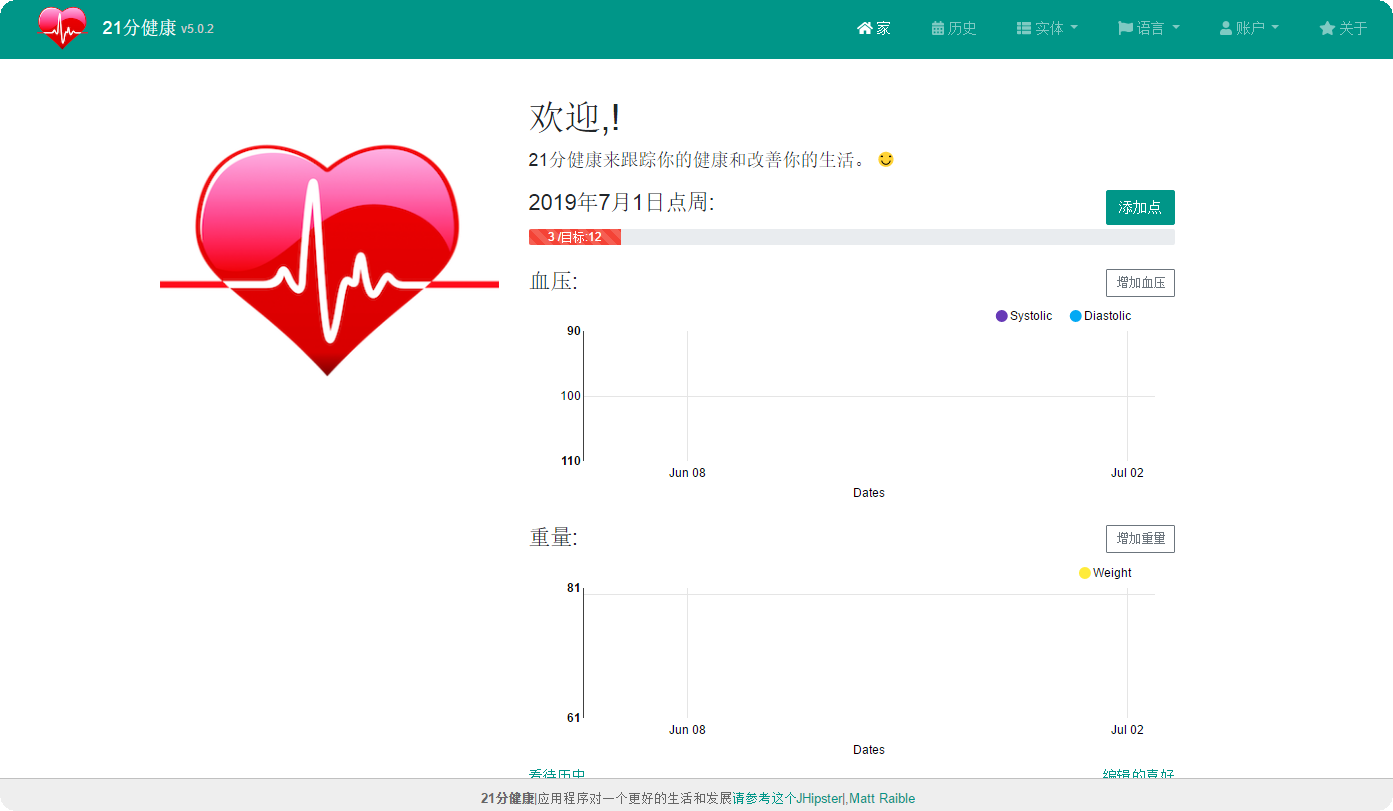 21分健康 v5.0.2
家 历史 实体 语言 账户 关于
欢迎,!
21分健康来跟踪你的健康和改善你的生活。
2019年7月1日点周:
添加点
3 /目标:12
血压:
增加血压
Systolic Diastolic
90
100
110
Jun 08 Jul 02
Dates
重量:
增加重量
Weight
81
61
Jun 08 Jul 02
Dates
看待历史 编辑的喜好
21分健康|应用程序对一个更好的生活和发展请参考这个JHipster|,Matt Raible